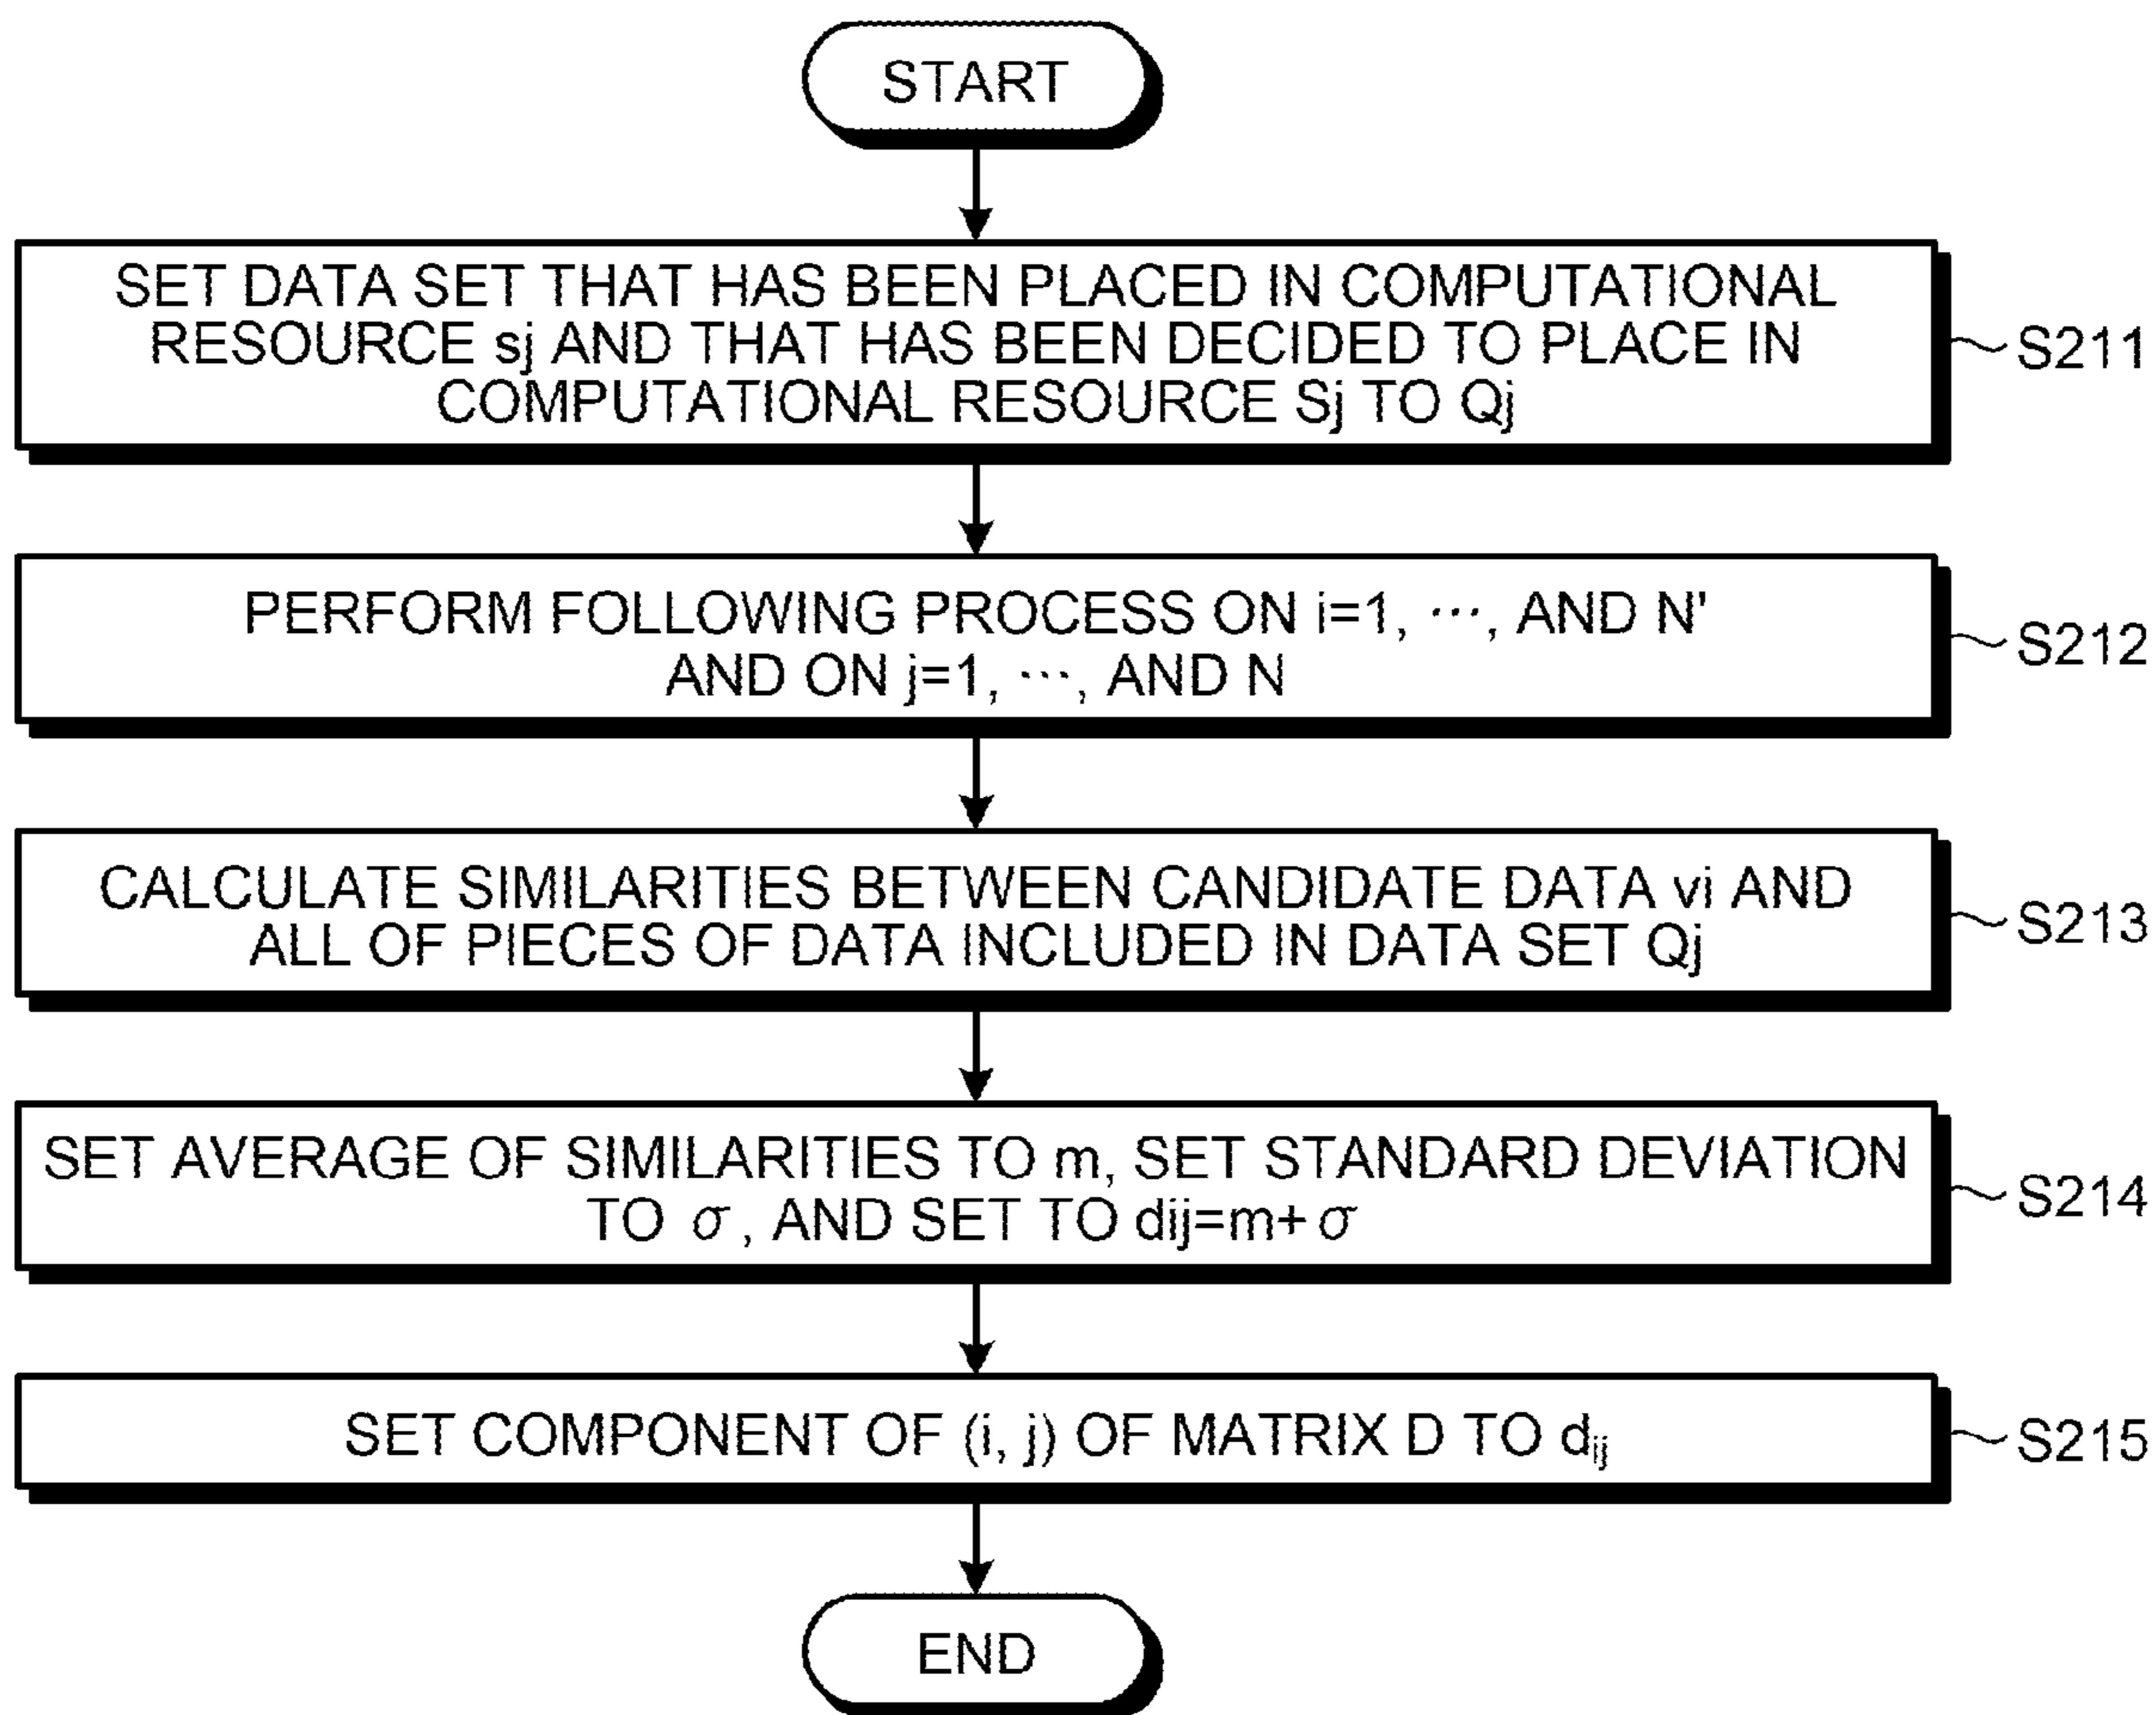 START
SET DATA SET THAT HAS BEEN PLACED IN COMPUTATIONAL
RESOURCE sj AND THAT HAS BEEN DECIDED TO PLACE IN
COMPUTATIONAL RESOURCE Sj TO Qj
S211
PERFORM FOLLOWING PROCESS ON i=1, ⋯, AND N'
AND ON j=1, ⋯, AND N
S212
CALCULATE SIMILARITIES BETWEEN CANDIDATE DATA vi AND
ALL OF PIECES OF DATA INCLUDED IN DATA SET Qj
S213
SET AVERAGE OF SIMILARITIES TO m, SET STANDARD DEVIATION
TO σ, AND SET TO dij=m+σ
S214
SET COMPONENT OF (i, j) OF MATRIX D TO dij
S215
END